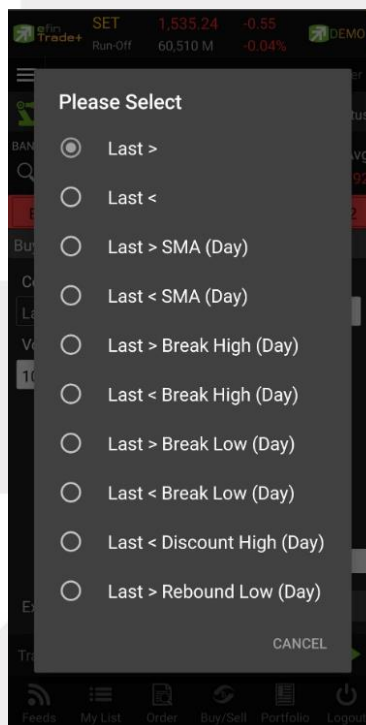 efin SET 1,535.24 -0.55
Trade+ Run-Off 60,510 M -0.04% DEMO
Please Select
Last >
Last <
Last > SMA (Day)
Last < SMA (Day)
Last > Break High (Day)
Last < Break High (Day)
Last > Break Low (Day)
Last < Break Low (Day)
Last < Discount High (Day)
Last > Rebound Low (Day)
CANCEL
Feeds My List Order Buy/Sell Portfolio Logout